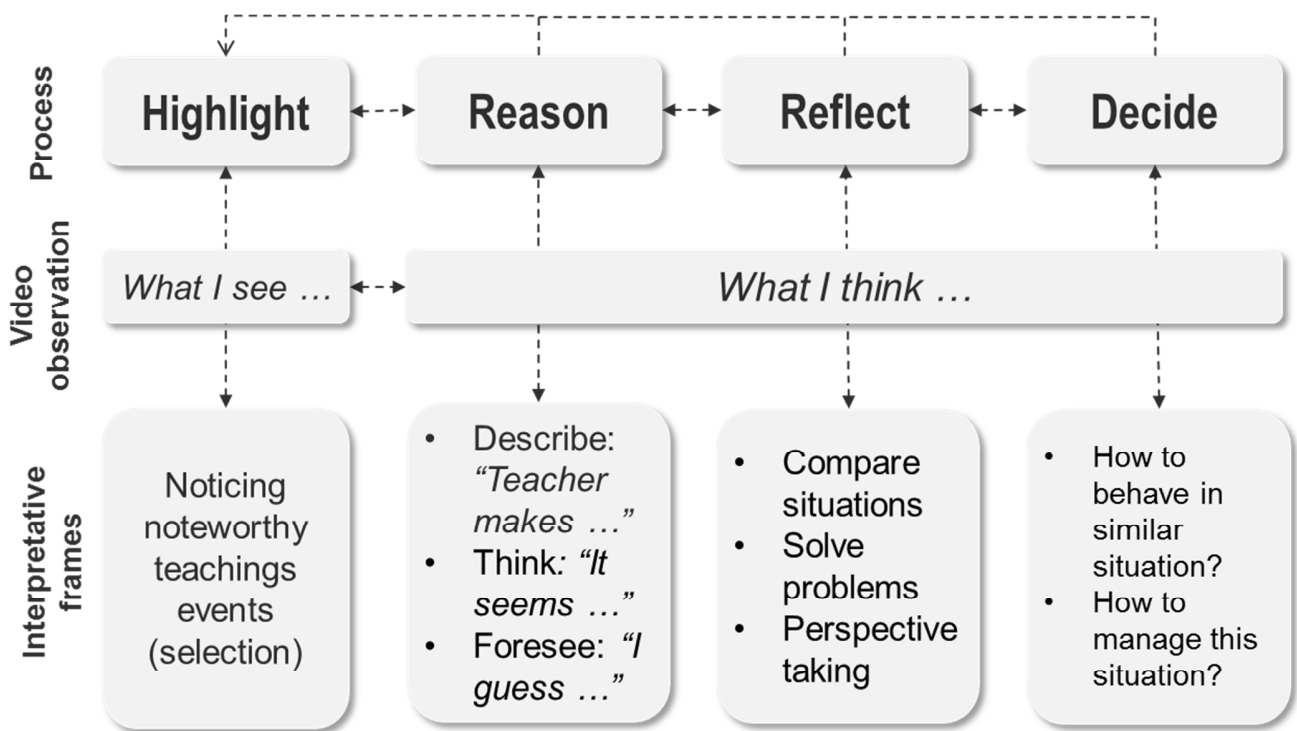 Process
Highlight
Reason
Reflect
Decide
Video
observation
What I see …
What I think …
Interpretative
frames
Noticing
noteworthy
teachings
events
(selection)
• Describe:
“Teacher
makes …”
• Think: “It
seems …”
• Foresee: “I
guess …”
• Compare
situations
• Solve
problems
• Perspective
taking
• How to
behave in
similar
situation?
• How to
manage this
situation?